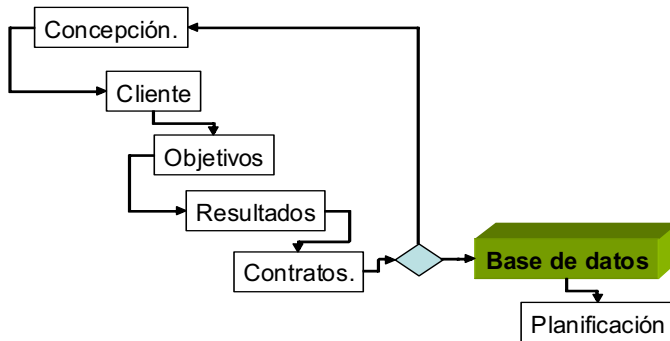 Concepción.
Cliente
Objetivos
Resultados
Contratos.
Base de datos
Planificación